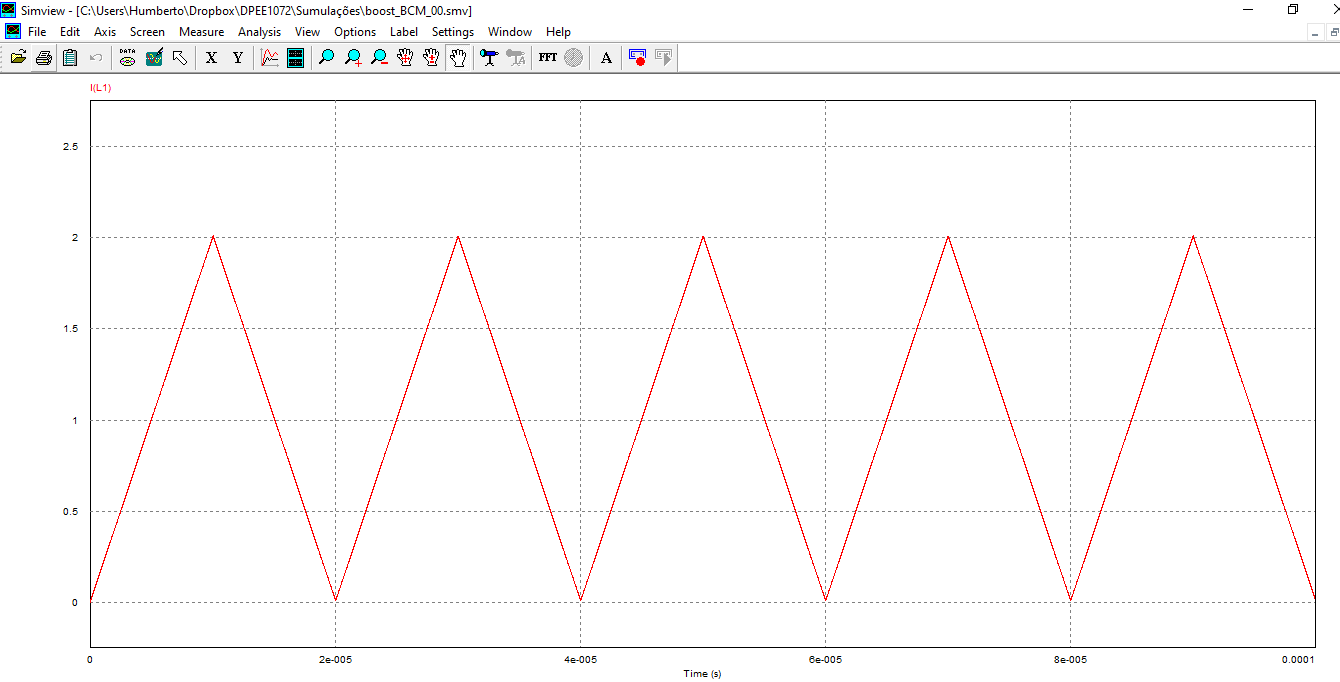 Simview - [C:\Users\Humberto\Dropbox\DPEE1072\Sumulações\boost_BCM_00.smv]
File Edit Axis Screen Measure Analysis View Options Label Settings Window Help
DATA X Y A FFT A
I(L1)
2.5
2
1.5
1
0.5
0
0 2e-005 4e-005 6e-005 8e-005 0.0001
Time (s)